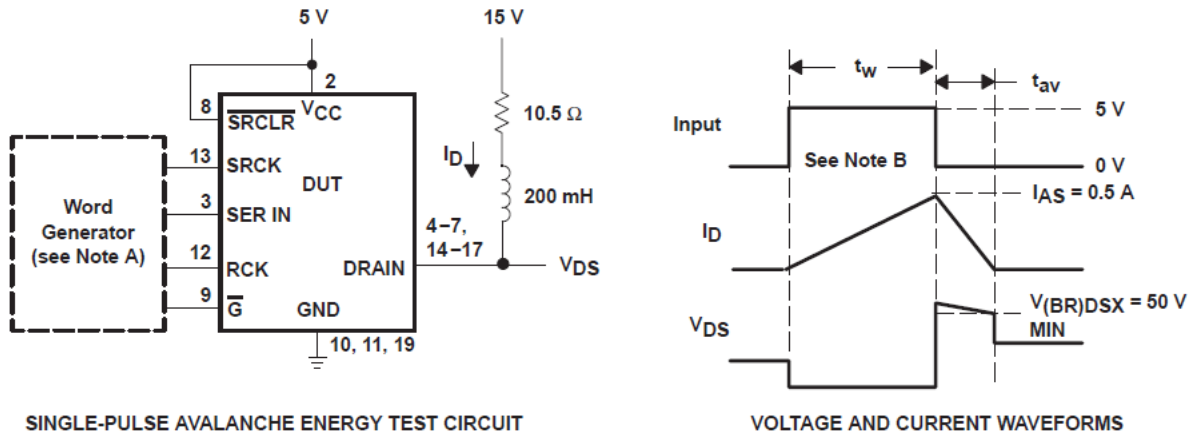 5 V
15 V
2
8
VCC
SRCLR
10.5 Ω
13
SRCK
ID
DUT
Word
Generator
(see Note A)
3
SER IN
200 mH
4–7,
14–17
12
RCK
DRAIN
VDS
9
G
GND
10, 11, 19
SINGLE-PULSE AVALANCHE ENERGY TEST CIRCUIT
tw
tav
5 V
Input
See Note B
0 V
IAS = 0.5 A
ID
V(BR)DSX = 50 V
MIN
VDS
VOLTAGE AND CURRENT WAVEFORMS